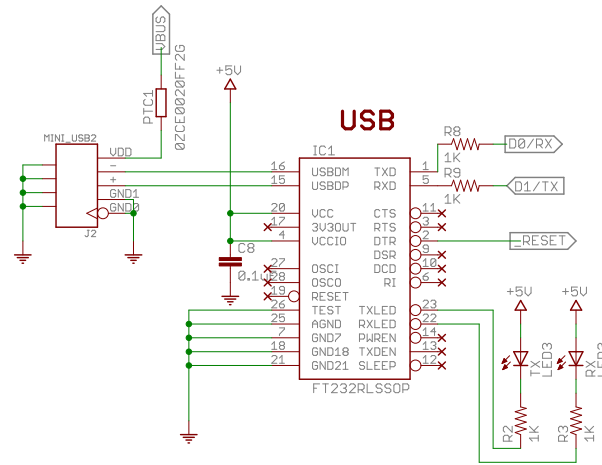 VBUS
PTC1
0ZCE0020FF2G
+5V
USB
MINI_USB2
VDD
-
+
GND1
GND0
J2
IC1
16 USBDM TXD 1
15 USBDP RXD 5
20 VCC CTS 11
17 3V3OUT RTS 3
4 VCCIO DTR 2
DSR 9
27 OSCI DCD 10
28 OSCO RI 6
19 RESET
26 TEST TXLED 23
25 AGND RXLED 22
7 GND7 PWREN 14
18 GND18 TXDEN 13
21 GND21 SLEEP 12
FT232RLSSOP
C8
R8
1K
D0/RX
R9
1K
D1/TX
_RESET
+5V
+5V
TX
LED3
RX
R2
1K
R3
1K